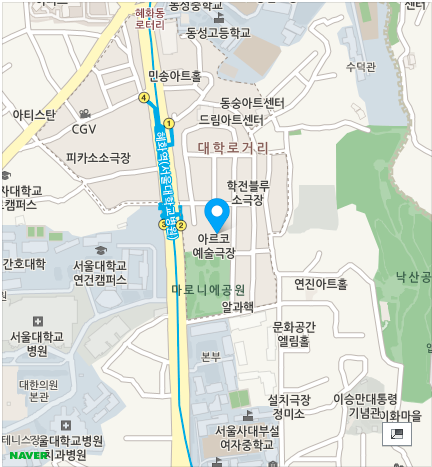 동성중학교
혜화동
로터리
동성고등학교
센터
수덕관
민송아트홀
4
1
동숭아트센터
아티스탄
드림아트센터
CGV
대학로거리
피카소소극장
혜화역(서울대학교병원)
학전블루
소극장
사대학교
캠퍼스
3
2
아르코
예술극장
간호대학
서울대학교
연건캠퍼스
낙산공
마로니에공원
연진아트홀
알과핵
서울대학교
병원
문화공간
엘림홀
본부
대한의원
본관
설치극장
정미소
이승만대통령
기념관
이화마을
테니스장
울대학교병원
치과병원
서울사대부설
여자중학교
NAVER